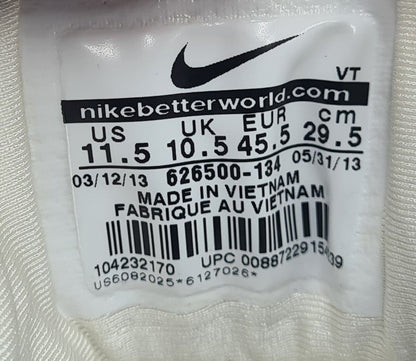 VT
nikebetterworld.com
US UK EUR cm
11.5 10.5 45.5 29.5
03/12/13 626500-134 05/31/13
MADE IN VIETNAM
FABRIQUE AU VIETNAM
104232170 UPC 00887229154039
US6082025*6127026*